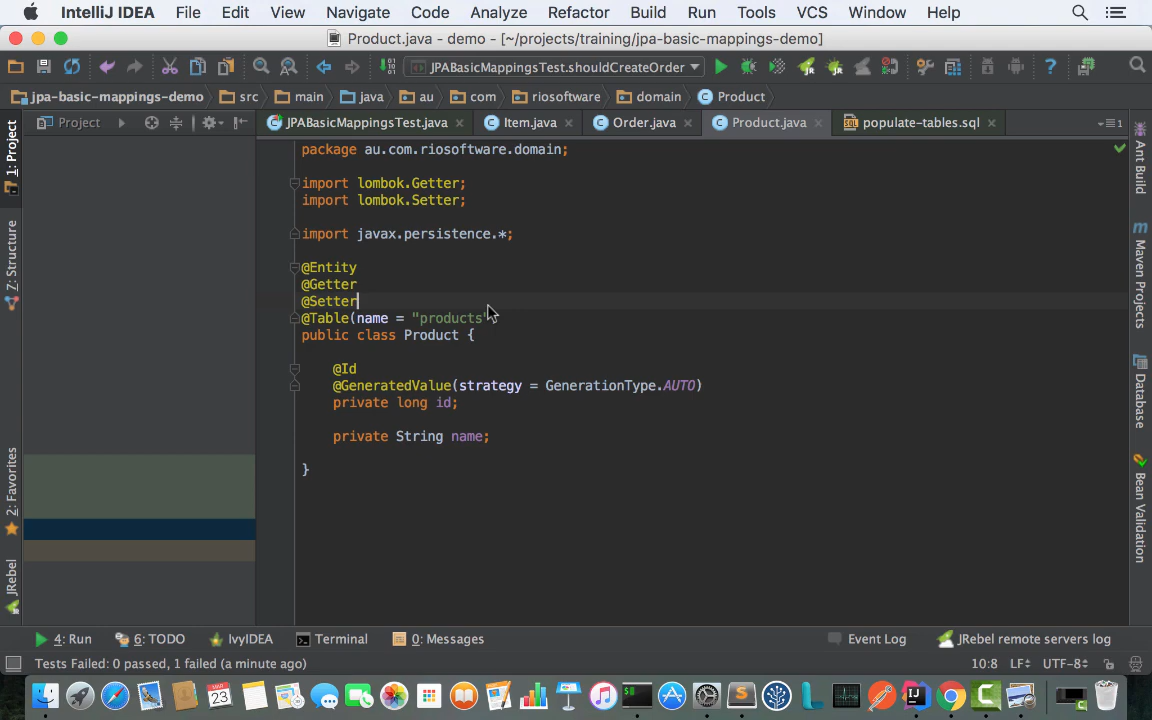 IntelliJ IDEA File Edit View Navigate Code Analyze Refactor Build Run Tools VCS Window Help
Product.java - demo - [~/projects/training/jpa-basic-mappings-demo]
JPABasicMappingsTest.shouldCreateOrder
jpa-basic-mappings-demo src main java au com riosoftware domain Product
1: Project
Z: Structure
2: Favorites
JRebel
Project
JPABasicMappingsTest.java Item.java Order.java Product.java populate-tables.sql 1
package au.com.riosoftware.domain;
import lombok.Getter;
import lombok.Setter;
import javax.persistence.*;
@Entity
@Getter
@Setter
@Table(name = "products")
public class Product {
@Id
@GeneratedValue(strategy = GenerationType.AUTO)
private long id;
private String name;
}
Ant Build
Maven Projects
Database
Bean Validation
4: Run 6: TODO IvyIDEA Terminal 0: Messages Event Log JRebel remote servers log
Tests Failed: 0 passed, 1 failed (a minute ago) 10:8 LF UTF-8
23